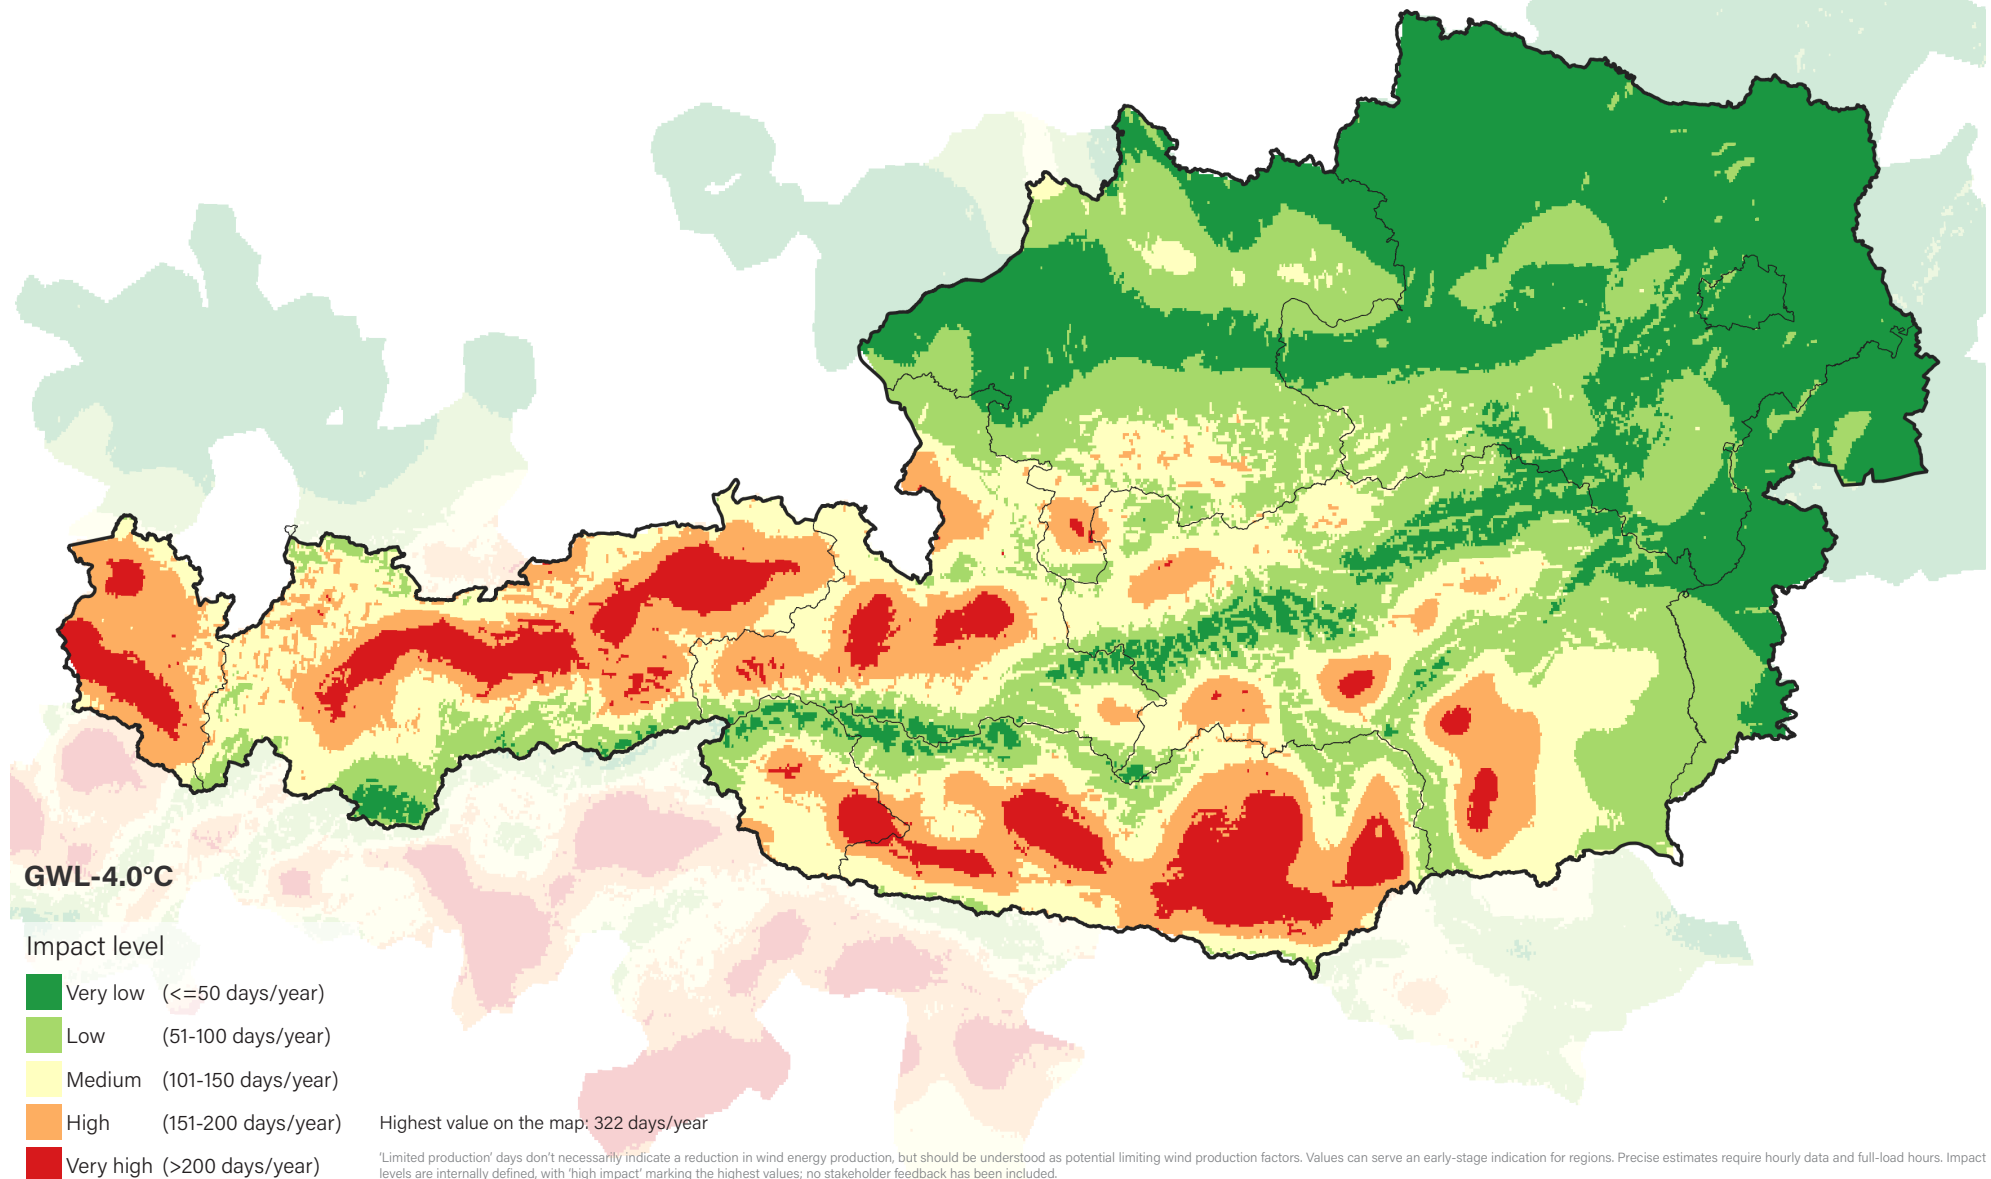 GWL-4.0°C
Impact level
Very low (<=50 days/year)
Low (51-100 days/year)
Medium (101-150 days/year)
High (151-200 days/year)
Very high (>200 days/year)
Highest value on the map: 322 days/year
'Limited production' days don't necessarily indicate a reduction in wind energy production, but should be understood as potential limiting wind production factors. Values can serve an early-stage indication for regions. Precise estimates require hourly data and full-load hours. Impact
levels are internally defined, with 'high impact' marking the highest values; no stakeholder feedback has been included.